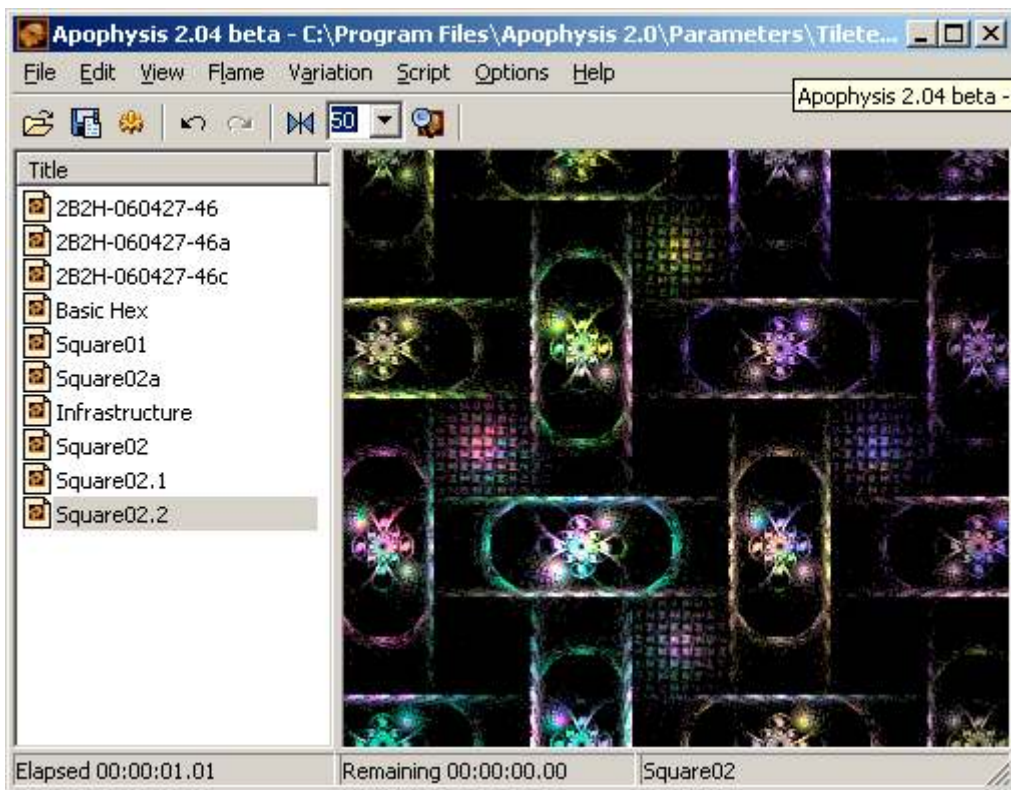 Apophysis 2.04 beta - C:\Program Files\Apophysis 2.0\Parameters\Tilete...
File Edit View Flame Variation Script Options Help
Apophysis 2.04 beta -
50
Title
2B2H-060427-46
2B2H-060427-46a
2B2H-060427-46c
Basic Hex
Square01
Square02a
Infrastructure
Square02
Square02.1
Square02.2
Elapsed 00:00:01.01 Remaining 00:00:00.00 Square02